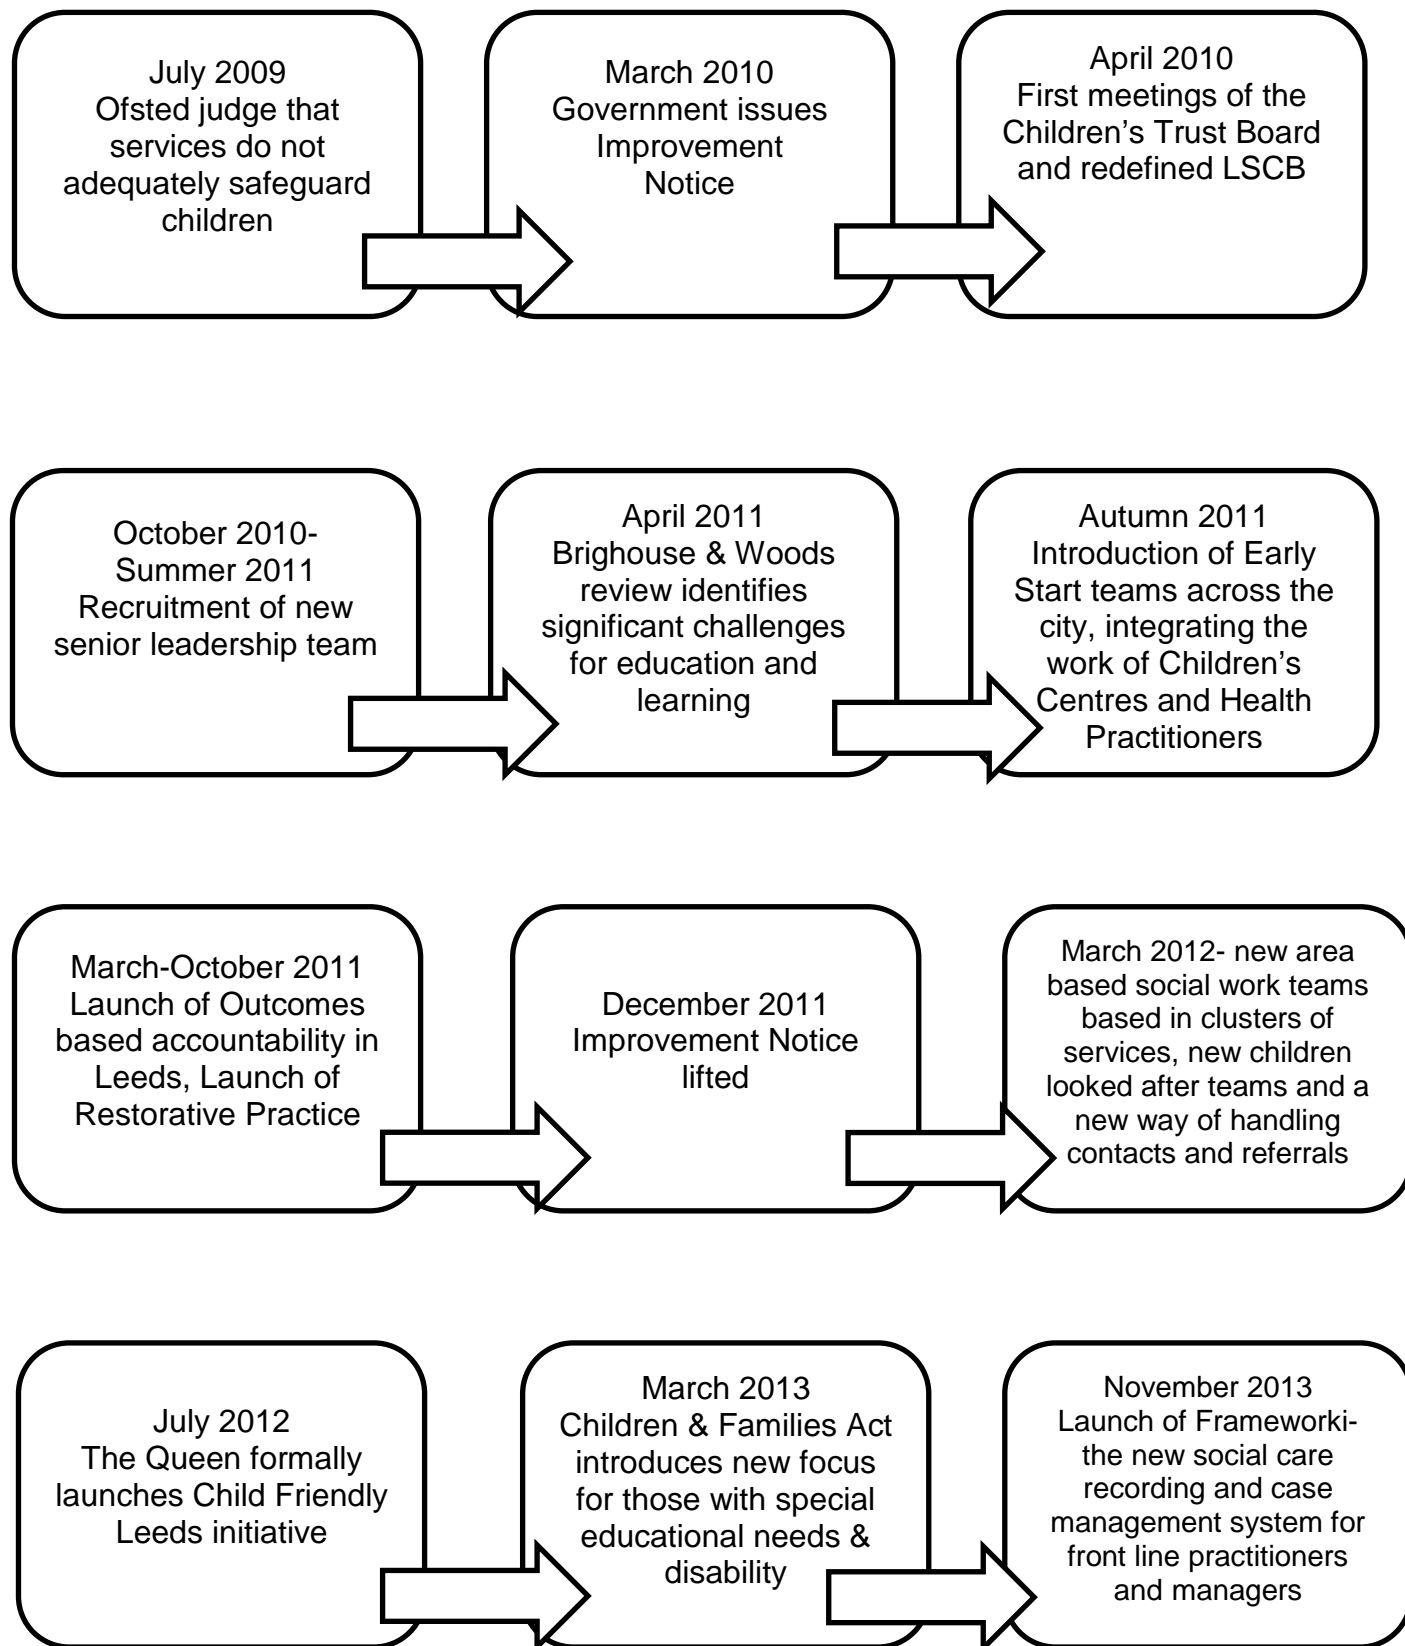 July 2009
Ofsted judge that
services do not
adequately safeguard
children
March 2010
Government issues
Improvement
Notice
April 2010
First meetings of the
Children’s Trust Board
and redefined LSCB
October 2010-
Summer 2011
Recruitment of new
senior leadership team
April 2011
Brighouse & Woods
review identifies
significant challenges
for education and
learning
Autumn 2011
Introduction of Early
Start teams across the
city, integrating the
work of Children’s
Centres and Health
Practitioners
March-October 2011
Launch of Outcomes
based accountability in
Leeds, Launch of
Restorative Practice
December 2011
Improvement Notice
lifted
March 2012- new area
based social work teams
based in clusters of
services, new children
looked after teams and a
new way of handling
contacts and referrals
July 2012
The Queen formally
launches Child Friendly
Leeds initiative
March 2013
Children & Families Act
introduces new focus
for those with special
educational needs &
disability
November 2013
Launch of Frameworki-
the new social care
recording and case
management system for
front line practitioners
and managers